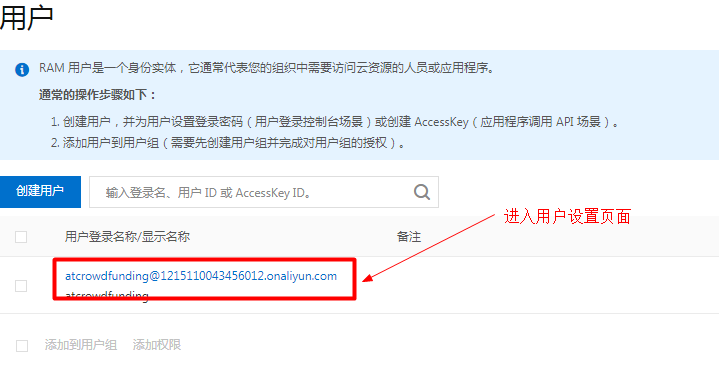 用户
RAM 用户是一个身份实体，它通常代表您的组织中需要访问云资源的人员或应用程序。
通常的操作步骤如下：
1. 创建用户，并为用户设置登录密码（用户登录控制台场景）或创建 AccessKey（应用程序调用 API 场景）。
2. 添加用户到用户组（需要先创建用户组并完成对用户组的授权）。
创建用户
输入登录名、用户 ID 或 AccessKey ID。
进入用户设置页面
用户登录名称/显示名称 备注
atcrowdfunding@1215110043456012.onaliyun.com
atcrowdfunding
添加到用户组 添加权限